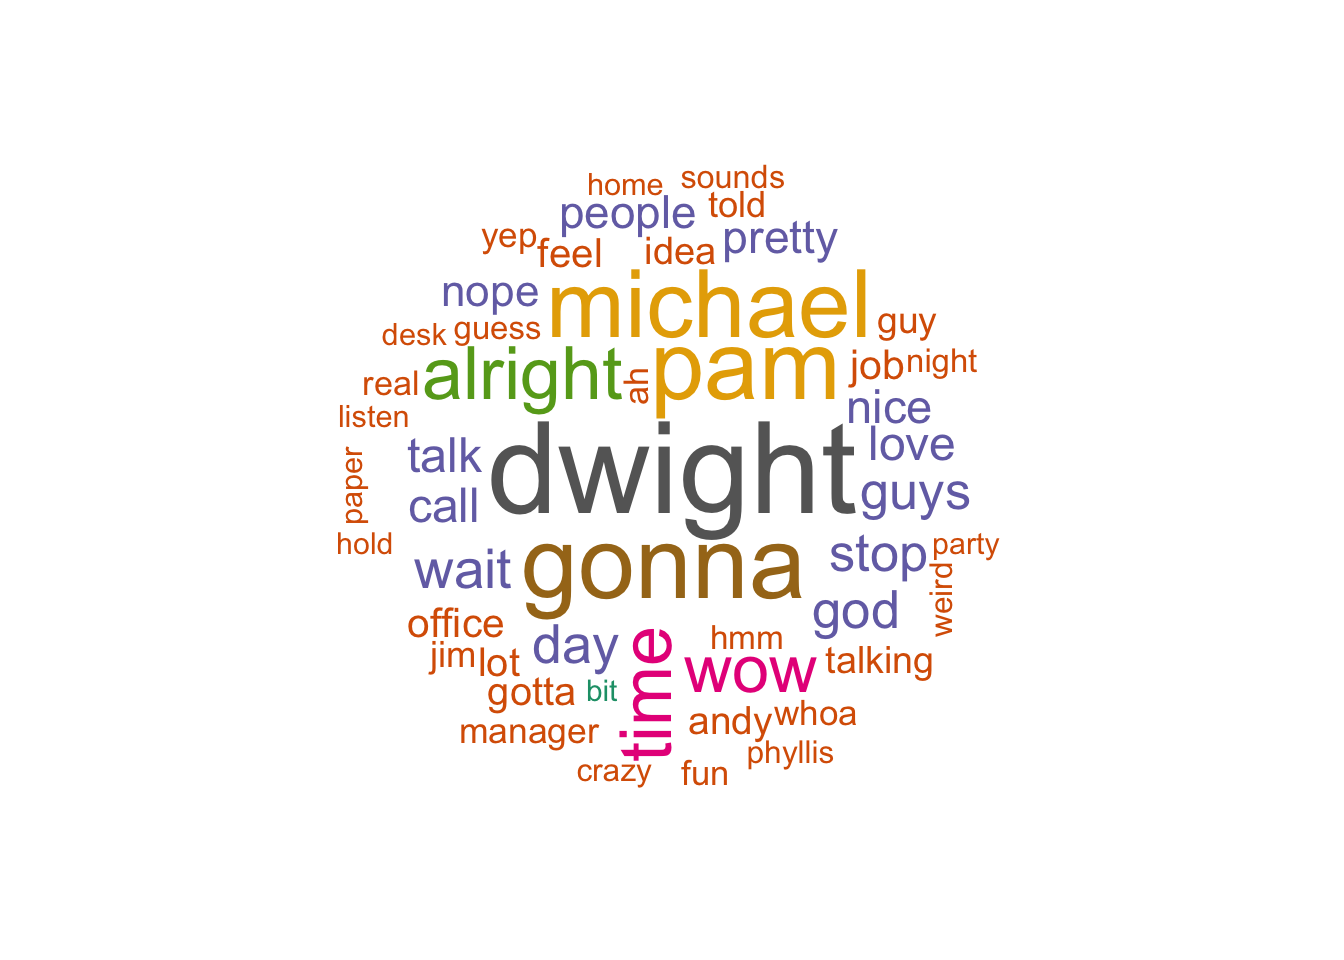 home sounds
people told
yep feel idea pretty
nope michael guy
desk guess
real alright ah pam job night
listen nice
talk dwight love
paper call guys
hold wait gonna stop party
weird
office day god
jim lot time hmm wow talking
gotta bit
manager andy whoa
crazy fun phyllis